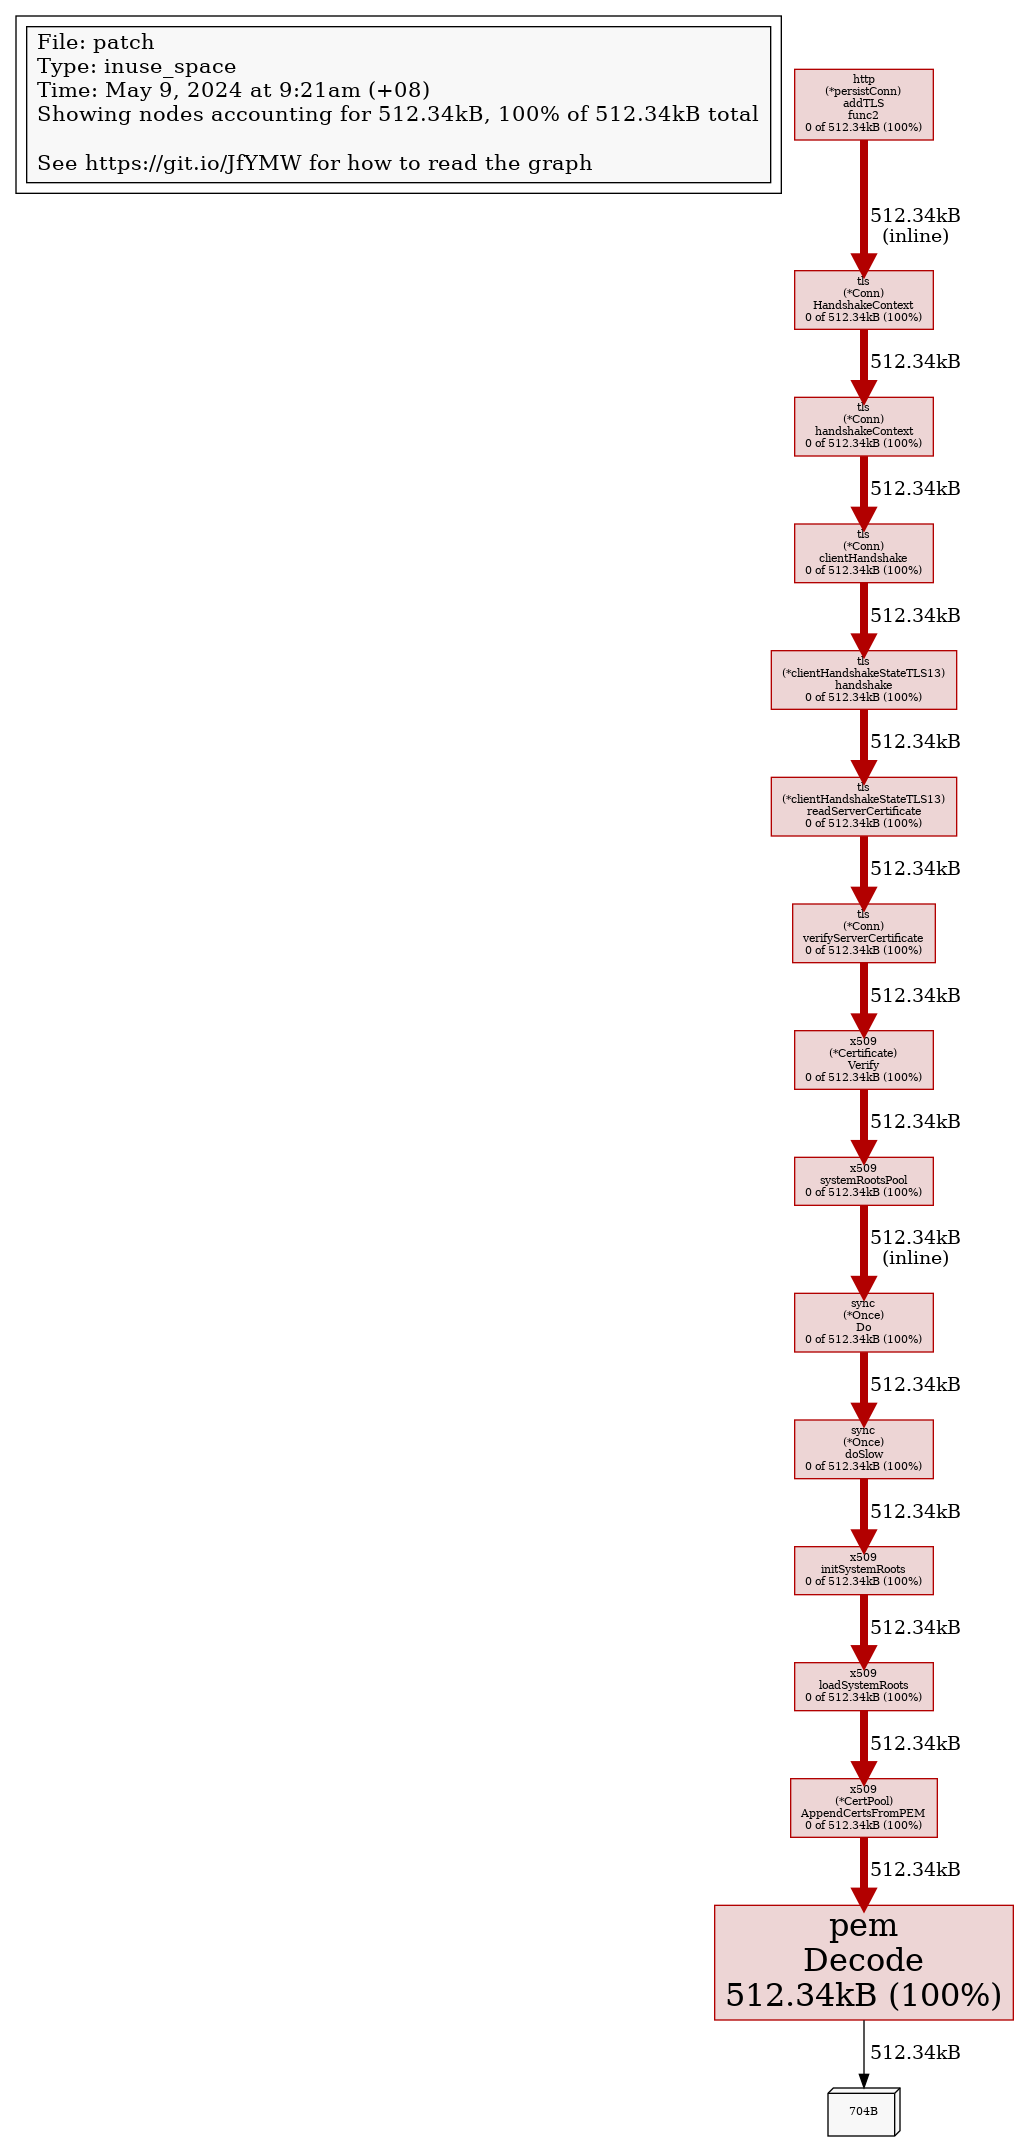 File: patch
Type: inuse_space
Time: May 9, 2024 at 9:21am (+08)
Showing nodes accounting for 512.34kB, 100% of 512.34kB total
See https://git.io/JfYMW for how to read the graph
http
(*persistConn)
addTLS
func2
0 of 512.34kB (100%)
512.34kB
(inline)
tls
(*Conn)
HandshakeContext
0 of 512.34kB (100%)
512.34kB
tls
(*Conn)
handshakeContext
0 of 512.34kB (100%)
512.34kB
tls
(*Conn)
clientHandshake
0 of 512.34kB (100%)
512.34kB
tls
(*clientHandshakeStateTLS13)
handshake
0 of 512.34kB (100%)
512.34kB
tls
(*clientHandshakeStateTLS13)
readServerCertificate
0 of 512.34kB (100%)
512.34kB
tls
(*Conn)
verifyServerCertificate
0 of 512.34kB (100%)
512.34kB
x509
(*Certificate)
Verify
0 of 512.34kB (100%)
512.34kB
x509
systemRootsPool
0 of 512.34kB (100%)
512.34kB
(inline)
sync
(*Once)
Do
0 of 512.34kB (100%)
512.34kB
sync
(*Once)
doSlow
0 of 512.34kB (100%)
512.34kB
x509
initSystemRoots
0 of 512.34kB (100%)
512.34kB
x509
loadSystemRoots
0 of 512.34kB (100%)
512.34kB
x509
(*CertPool)
AppendCertsFromPEM
0 of 512.34kB (100%)
512.34kB
pem
Decode
512.34kB (100%)
512.34kB
704B